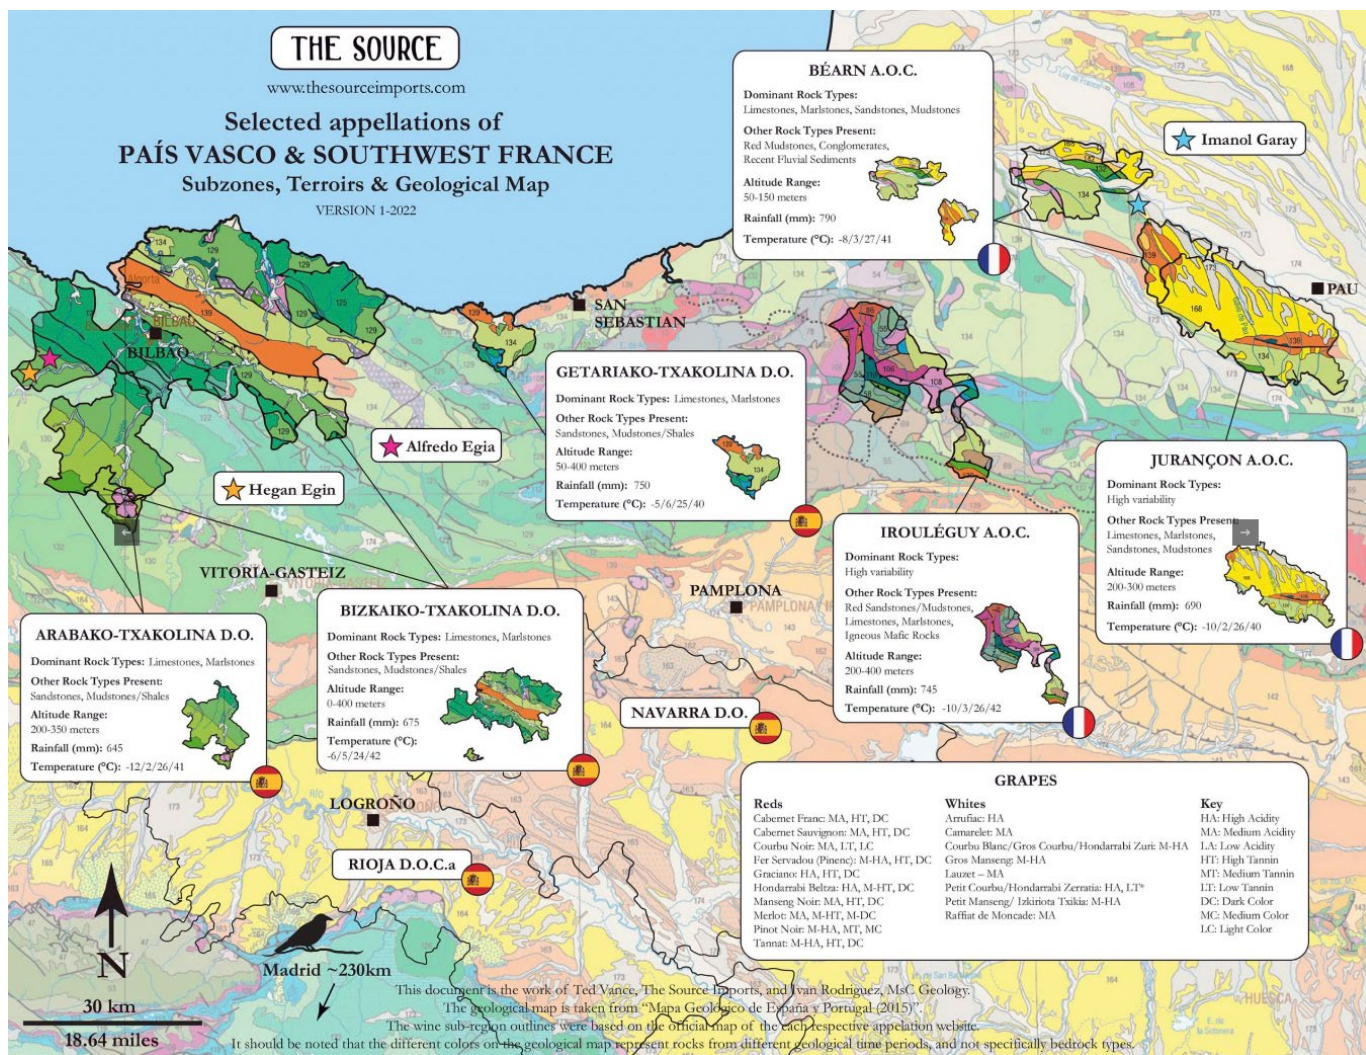 THE SOURCE
www.thesourceimports.com
Selected appellations of
PAÍS VASCO & SOUTHWEST FRANCE
Subzones, Terroirs & Geological Map
VERSION 1-2022
BÉARN A.O.C.
Dominant Rock Types:
Limestones, Marlstones, Sandstones, Mudstones
Other Rock Types Present:
Red Mudstones, Conglomerates,
Recent Fluvial Sediments
Altitude Range:
50-150 meters
Rainfall (mm): 790
Temperature (°C): -8/3/27/41
Imanol Garay
PAU
SAN
SEBASTIAN
BILBAO
Alfredo Egia
Hegan Egin
GETARIAKO-TXAKOLINA D.O.
Dominant Rock Types: Limestones, Marlstones
Other Rock Types Present:
Sandstones, Mudstones/Shales
Altitude Range:
50-400 meters
Rainfall (mm): 750
Temperature (°C): -5/6/25/40
JURANÇON A.O.C.
Dominant Rock Types:
High variability
Other Rock Types Present:
Limestones, Marlstones,
Sandstones, Mudstones
Altitude Range:
200-300 meters
Rainfall (mm): 690
Temperature (°C): -10/2/26/40
IROULÉGUY A.O.C.
Dominant Rock Types:
High variability
Other Rock Types Present:
Red Sandstones/Mudstones,
Limestones, Marlstones,
Igneous Mafic Rocks
Altitude Range:
200-400 meters
Rainfall (mm): 745
Temperature (°C): -10/3/26/42
VITORIA-GASTEIZ
PAMPLONA
ARABAKO-TXAKOLINA D.O.
Dominant Rock Types: Limestones, Marlstones
Other Rock Types Present:
Sandstones, Mudstones/Shales
Altitude Range:
200-350 meters
Rainfall (mm): 645
Temperature (°C): -12/2/26/41
BIZKAIKO-TXAKOLINA D.O.
Dominant Rock Types: Limestones, Marlstones
Other Rock Types Present:
Sandstones, Mudstones/Shales
Altitude Range:
0-400 meters
Rainfall (mm): 675
Temperature (°C):
-6/5/24/42
NAVARRA D.O.
LOGROÑO
RIOJA D.O.C.a
GRAPES
Reds
Cabernet Franc: MA, HT, DC
Cabernet Sauvignon: MA, HT, DC
Courbu Noir: MA, LT, LC
Fer Servadou (Pinenc): M-HA, HT, DC
Graciano: HA, HT, DC
Hondarrabi Beltza: HA, M-HT, DC
Manseng Noir: MA, HT, DC
Merlot: MA, M-HT, M-DC
Pinot Noir: M-HA, MT, MC
Tannat: M-HA, HT, DC
Whites
Arrufiac: HA
Camarelet: MA
Courbu Blanc/Gros Courbu/Hondarrabi Zuri: M-HA
Gros Manseng: M-HA
Lauzet – MA
Petit Courbu/Hondarrabi Zerratia: HA, LT*
Petit Manseng/ Izkiriota Ttxikia: M-HA
Raffiat de Moncade: MA
Key
HA: High Acidity
MA: Medium Acidity
LA: Low Acidity
HT: High Tannin
MT: Medium Tannin
LT: Low Tannin
DC: Dark Color
MC: Medium Color
LC: Light Color
N
30 km
18.64 miles
Madrid ~230km
HUESCA
This document is the work of Ted Vance, The Source Imports, and Ivan Rodriguez, MsC Geology.
The geological map is taken from “Mapa Geológico de España y Portugal (2015)”.
The wine sub-region outlines were based on the official map of the each respective appelation website.
It should be noted that the different colors on the geological map represent rocks from different geological time periods, and not specifically bedrock types.